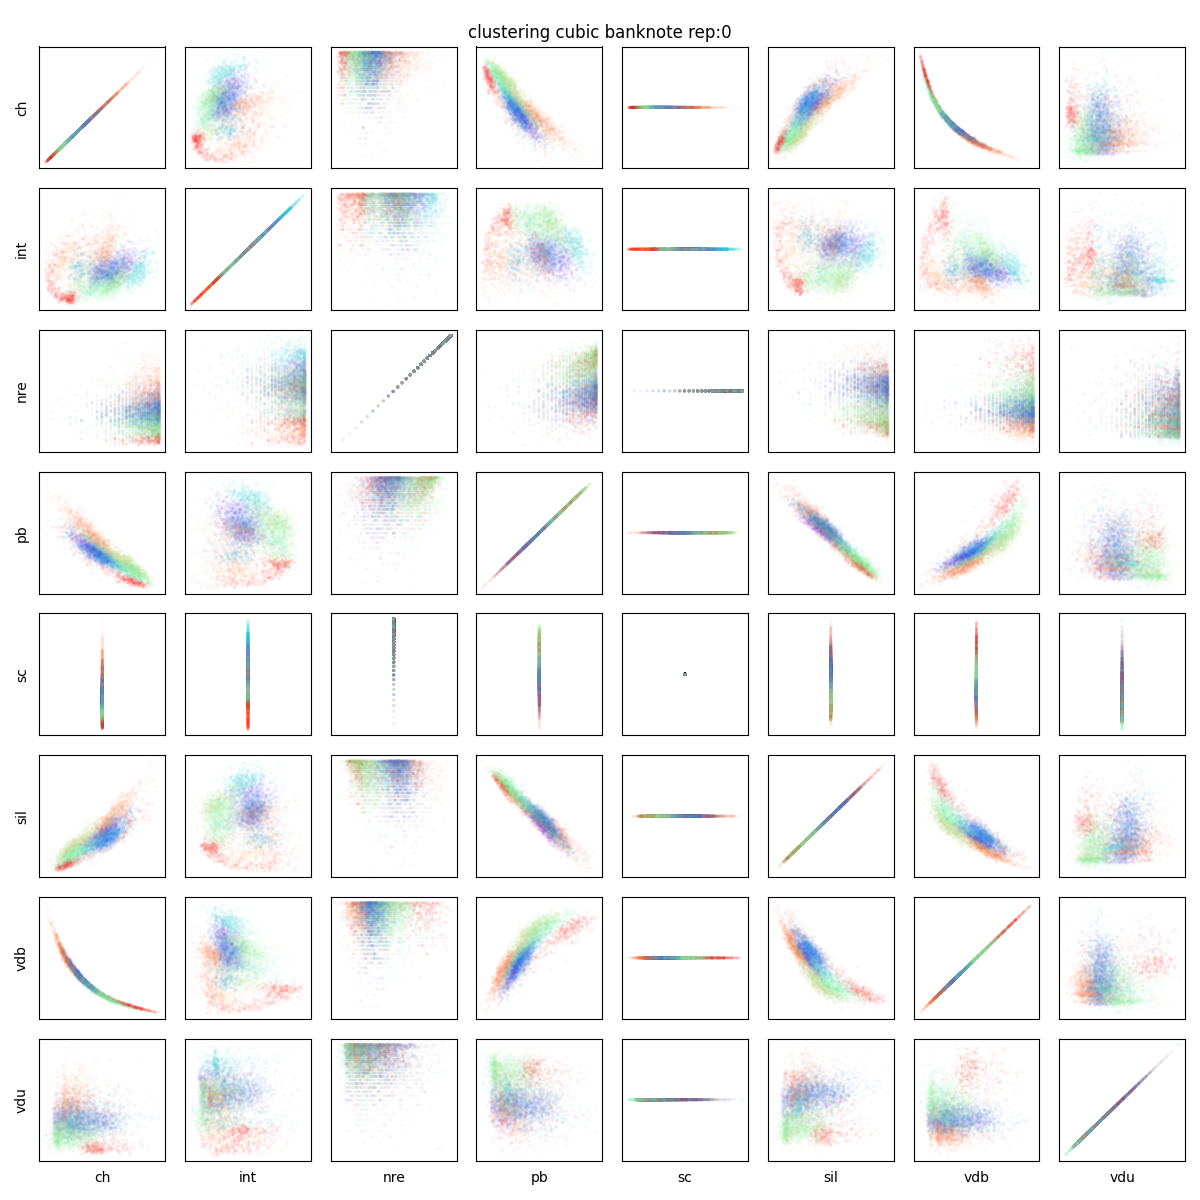 clustering cubic banknote rep:0
ch
int
nre
pb
sc
sil
vdb
vdu
ch int nre pb sc sil vdb vdu